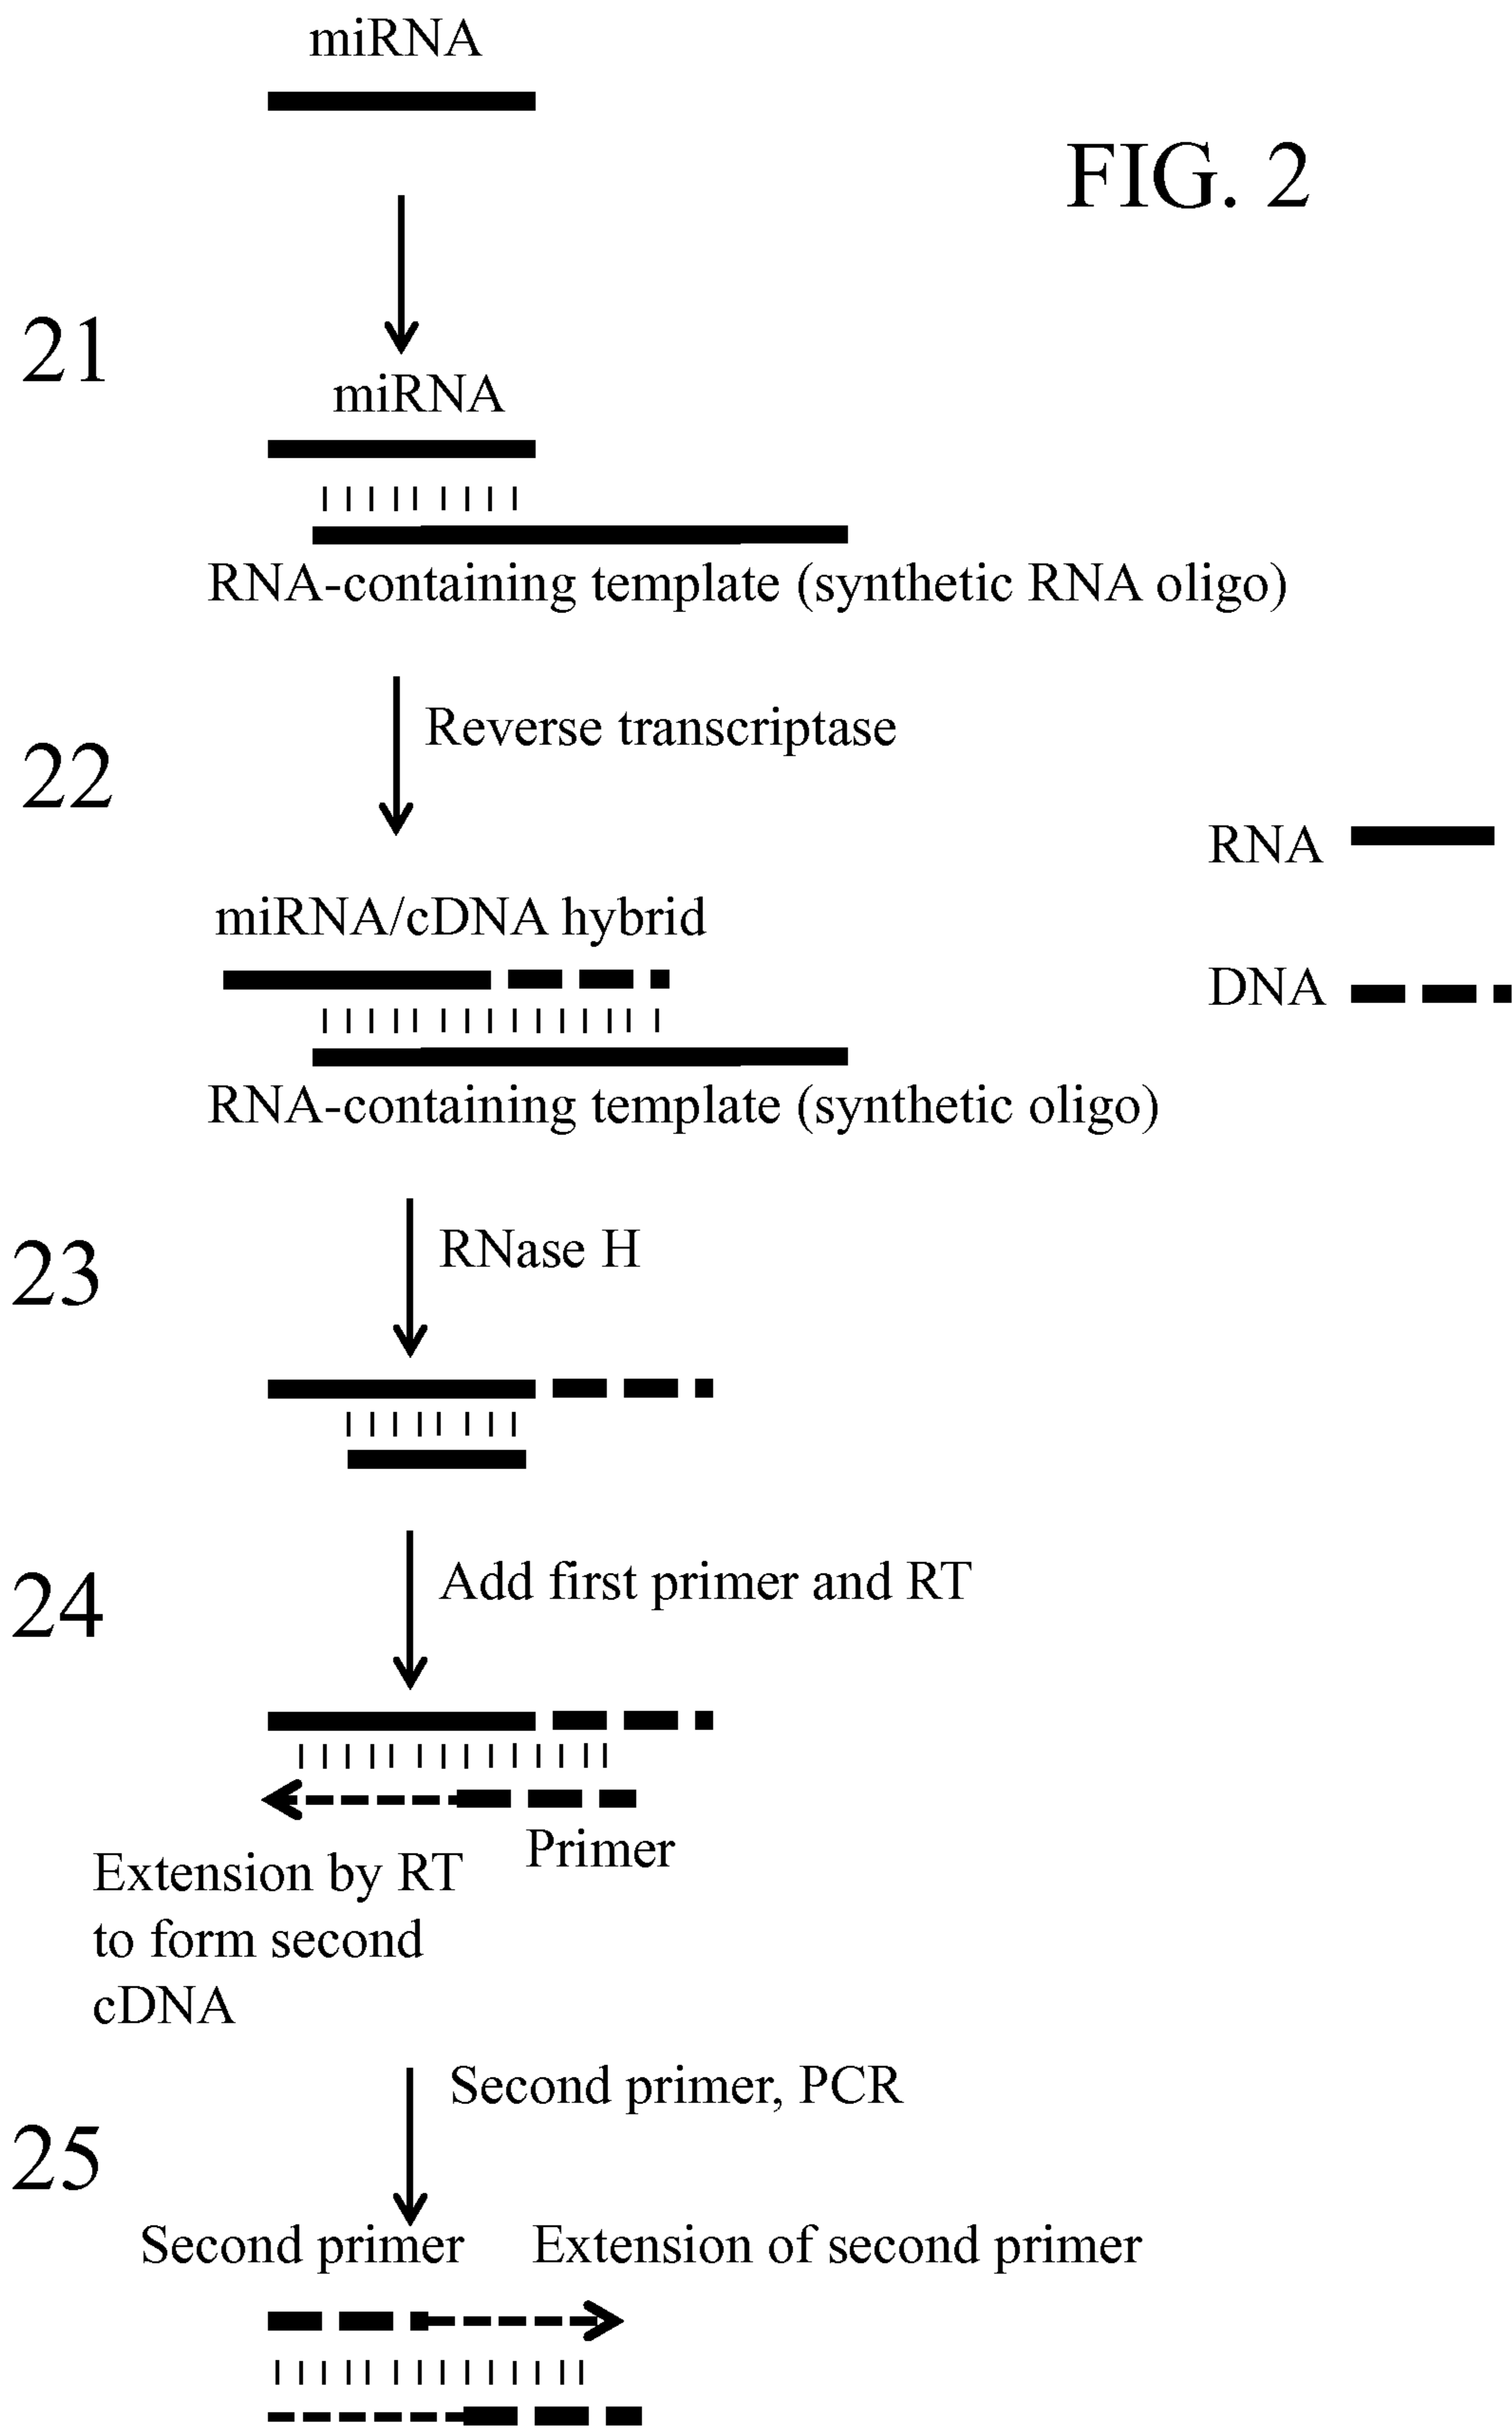 miRNA
FIG. 2
21
miRNA
RNA-containing template (synthetic RNA oligo)
Reverse transcriptase
22
RNA
miRNA/cDNA hybrid
DNA
RNA-containing template (synthetic oligo)
23
RNase H
24
Add first primer and RT
Primer
Extension by RT
to form second
cDNA
Second primer, PCR
25
Second primer
Extension of second primer